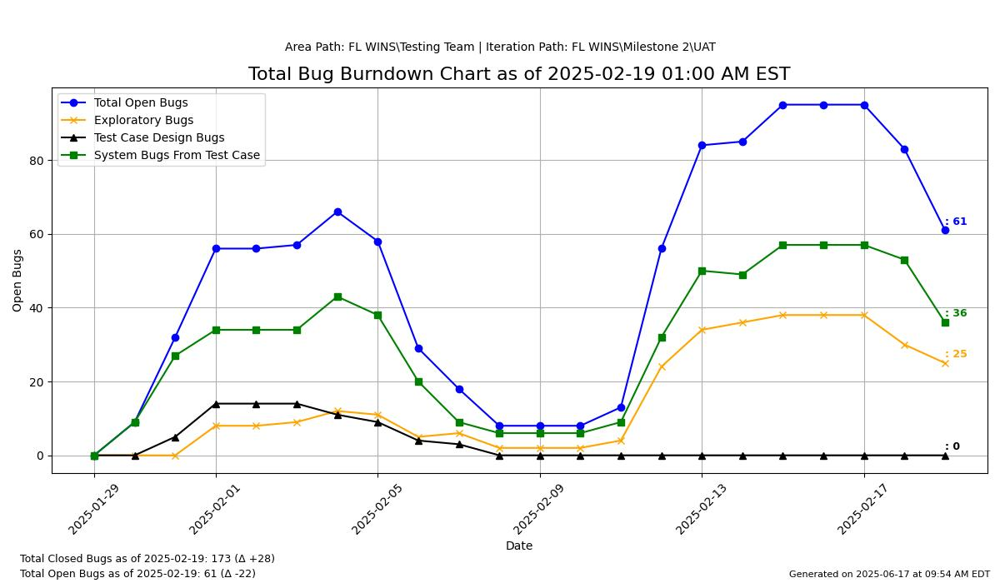 Area Path: FL WINS\Testing Team | Iteration Path: FL WINS\Milestone 2\UAT
Total Bug Burndown Chart as of 2025-02-19 01:00 AM EST
Total Open Bugs
Exploratory Bugs
Test Case Design Bugs
System Bugs From Test Case
Open Bugs
80
60
40
20
0
: 61
: 36
: 25
: 0
2025-01-29
2025-02-01
2025-02-05
2025-02-09
2025-02-13
2025-02-17
Date
Total Closed Bugs as of 2025-02-19: 173 (Δ +28)
Total Open Bugs as of 2025-02-19: 61 (Δ -22)
Generated on 2025-06-17 at 09:54 AM EDT